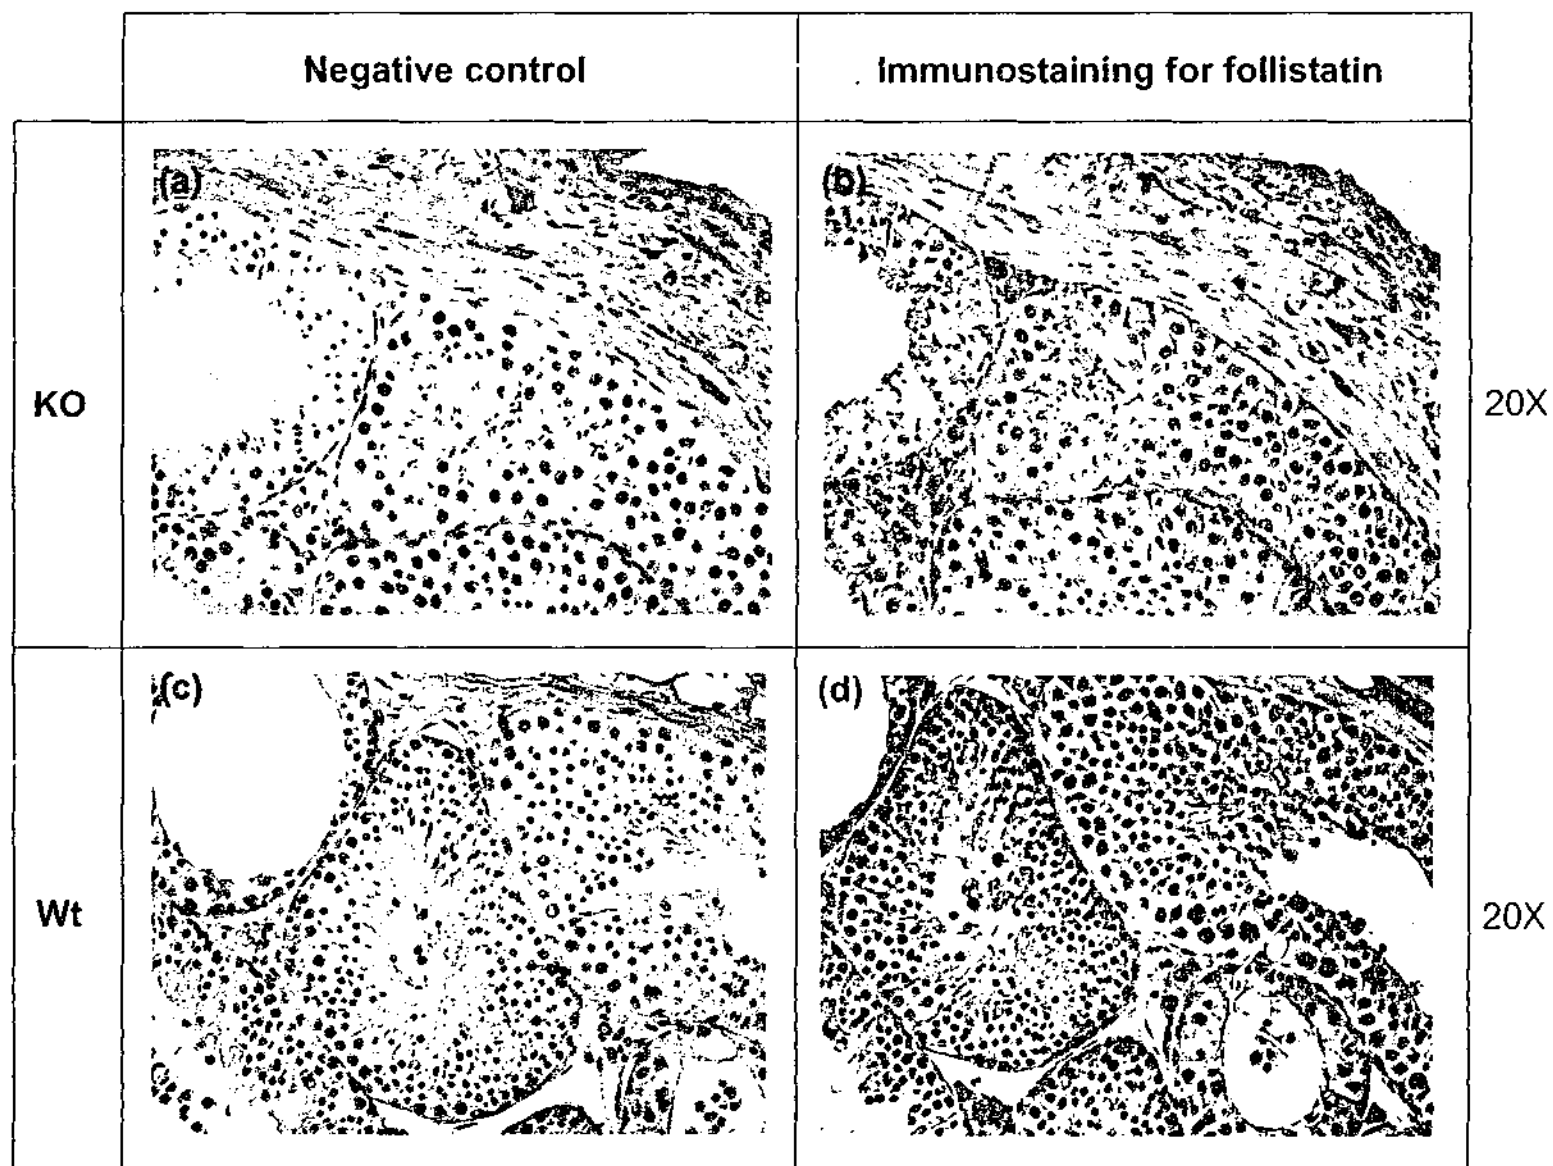 Negative control
Immunostaining for follistatin
(a)
(b)
KO
20X
(c)
(d)
Wt
20X